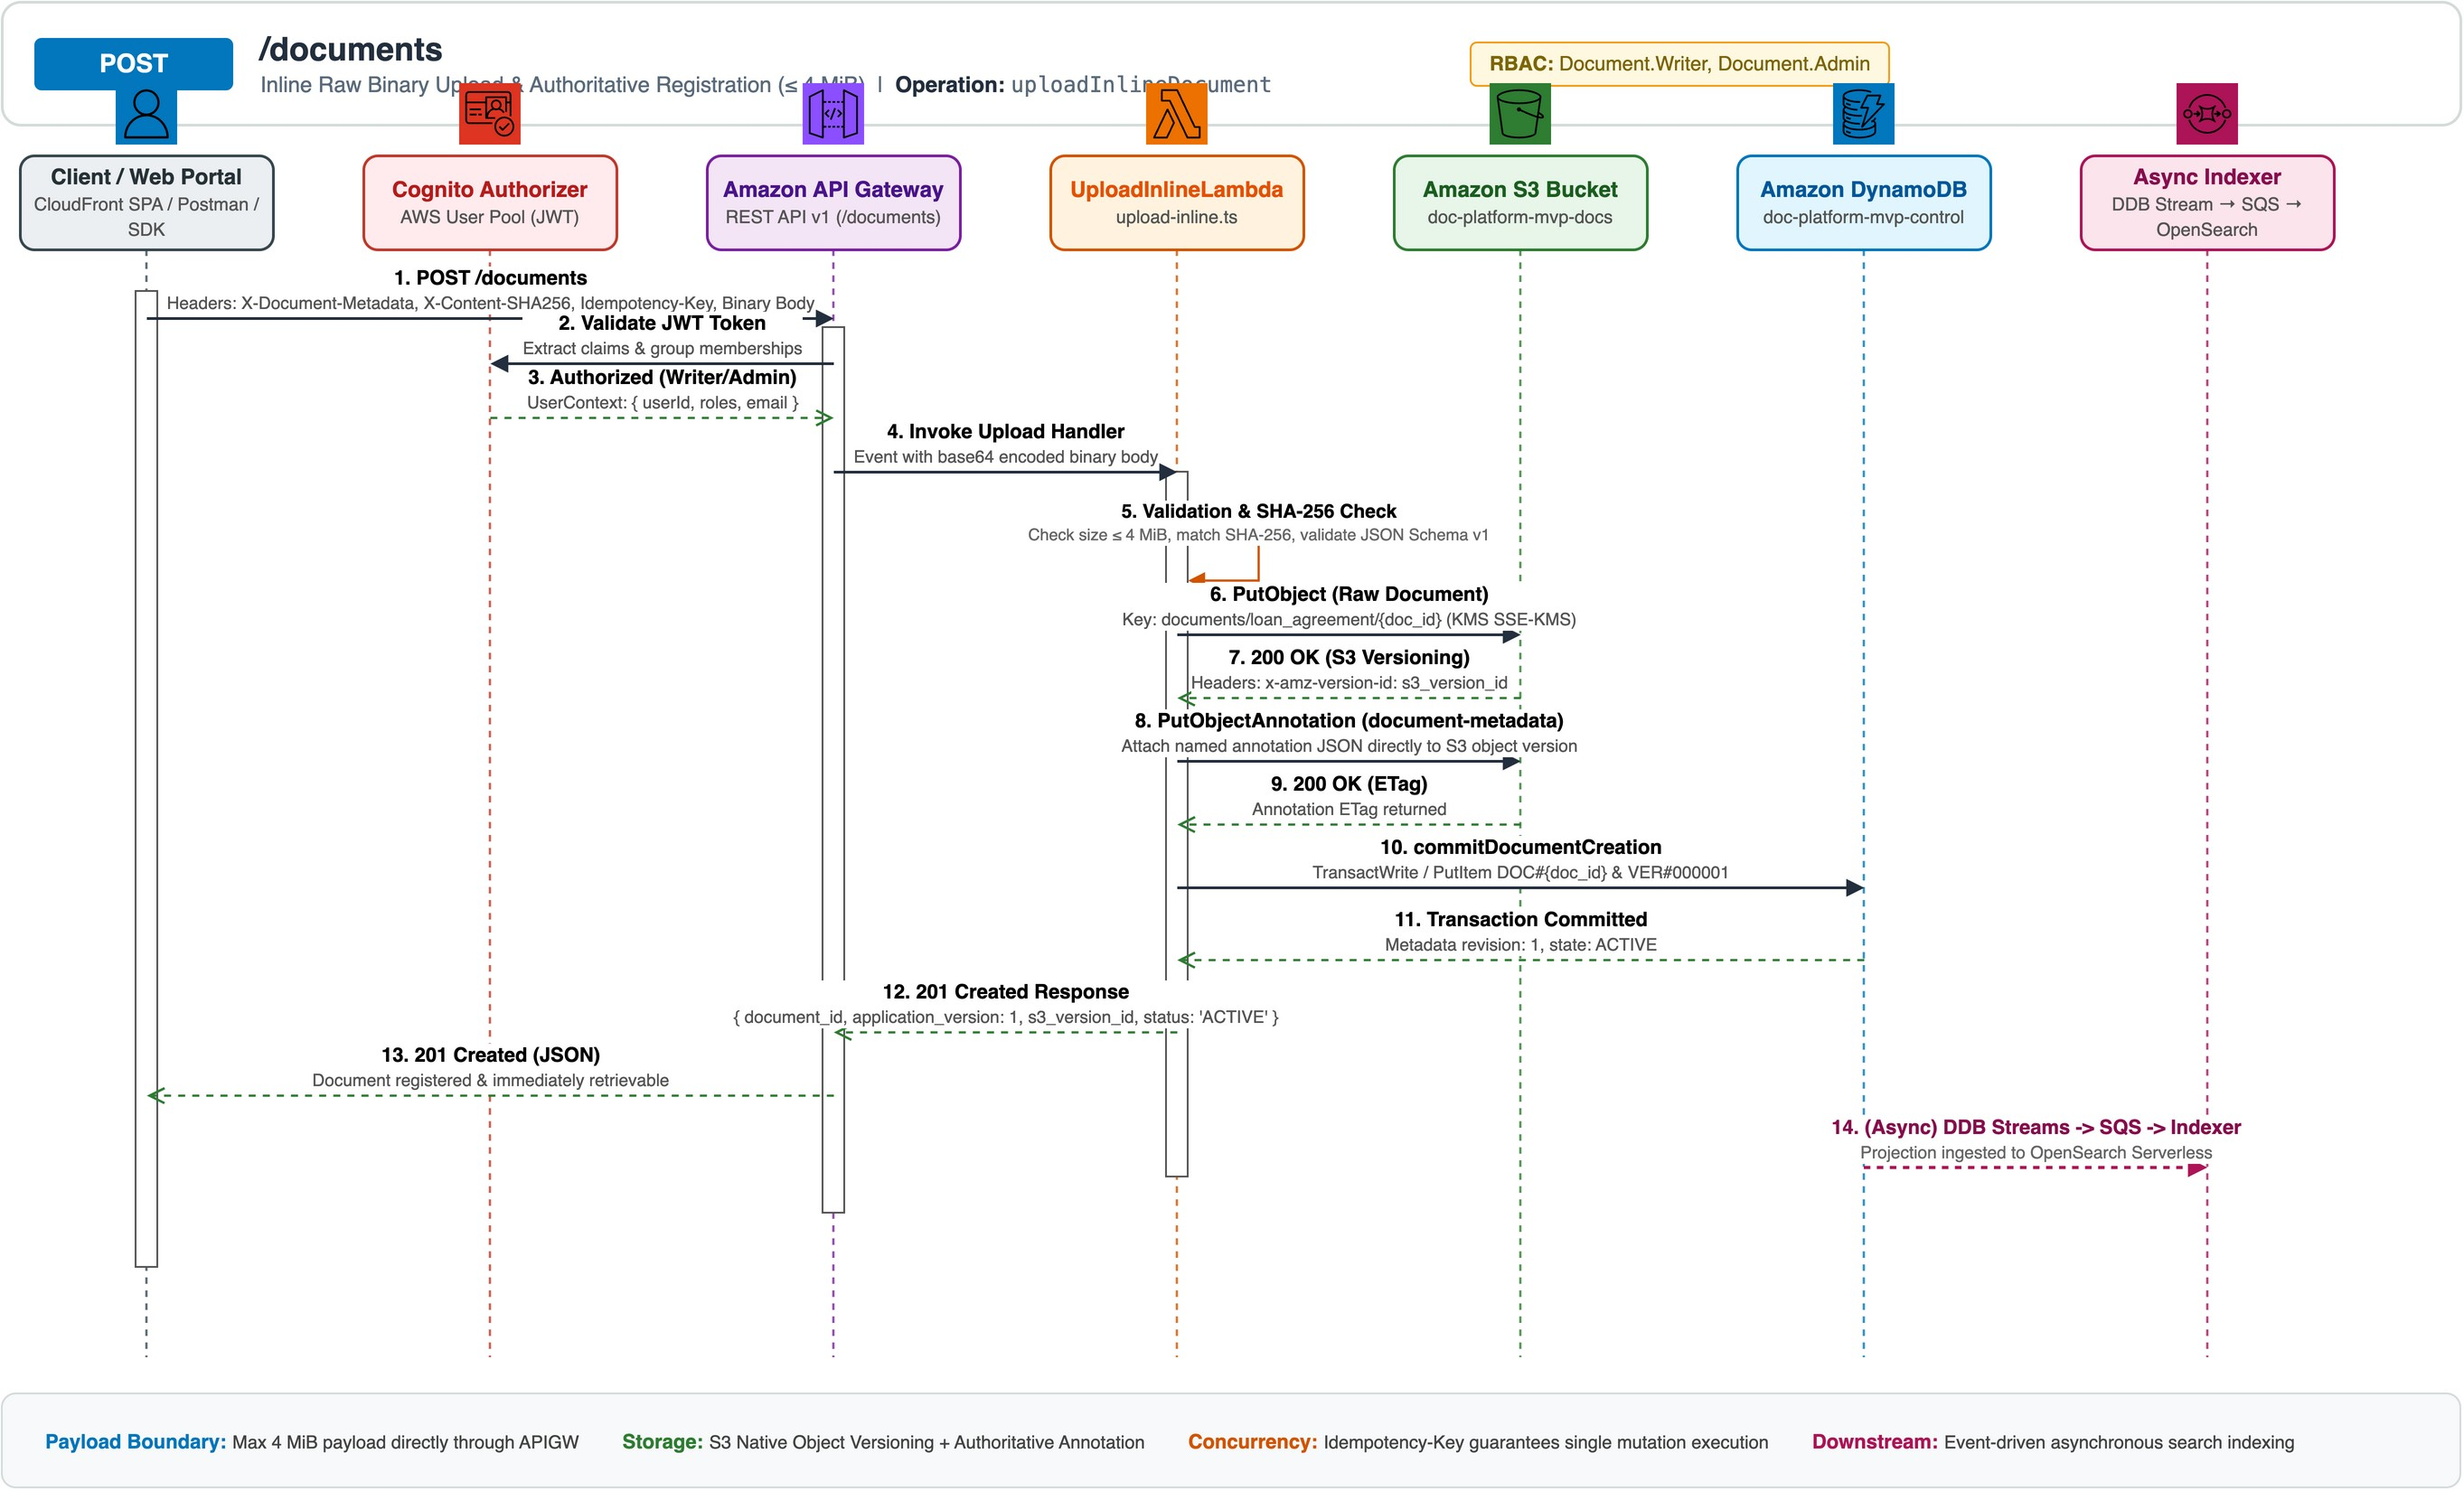 POST
/documents
Inline Raw Binary Upload & Authoritative Registration (≤ 4 MiB) | Operation: uploadInlineDocument
RBAC: Document.Writer, Document.Admin
Client / Web Portal
CloudFront SPA / Postman /
SDK
Cognito Authorizer
AWS User Pool (JWT)
Amazon API Gateway
REST API v1 (/documents)
UploadInlineLambda
upload-inline.ts
Amazon S3 Bucket
doc-platform-mvp-docs
Amazon DynamoDB
doc-platform-mvp-control
Async Indexer
DDB Stream → SQS →
OpenSearch
1. POST /documents
Headers: X-Document-Metadata, X-Content-SHA256, Idempotency-Key, Binary Body
2. Validate JWT Token
Extract claims & group memberships
3. Authorized (Writer/Admin)
UserContext: { userId, roles, email }
4. Invoke Upload Handler
Event with base64 encoded binary body
5. Validation & SHA-256 Check
Check size ≤ 4 MiB, match SHA-256, validate JSON Schema v1
6. PutObject (Raw Document)
Key: documents/loan_agreement/{doc_id} (KMS SSE-KMS)
7. 200 OK (S3 Versioning)
Headers: x-amz-version-id: s3_version_id
8. PutObjectAnnotation (document-metadata)
Attach named annotation JSON directly to S3 object version
9. 200 OK (ETag)
Annotation ETag returned
10. commitDocumentCreation
TransactWrite / PutItem DOC#{doc_id} & VER#000001
11. Transaction Committed
Metadata revision: 1, state: ACTIVE
12. 201 Created Response
{ document_id, application_version: 1, s3_version_id, status: 'ACTIVE' }
13. 201 Created (JSON)
Document registered & immediately retrievable
14. (Async) DDB Streams -> SQS -> Indexer
Projection ingested to OpenSearch Serverless
Payload Boundary: Max 4 MiB payload directly through APIGW
Storage: S3 Native Object Versioning + Authoritative Annotation
Concurrency: Idempotency-Key guarantees single mutation execution
Downstream: Event-driven asynchronous search indexing